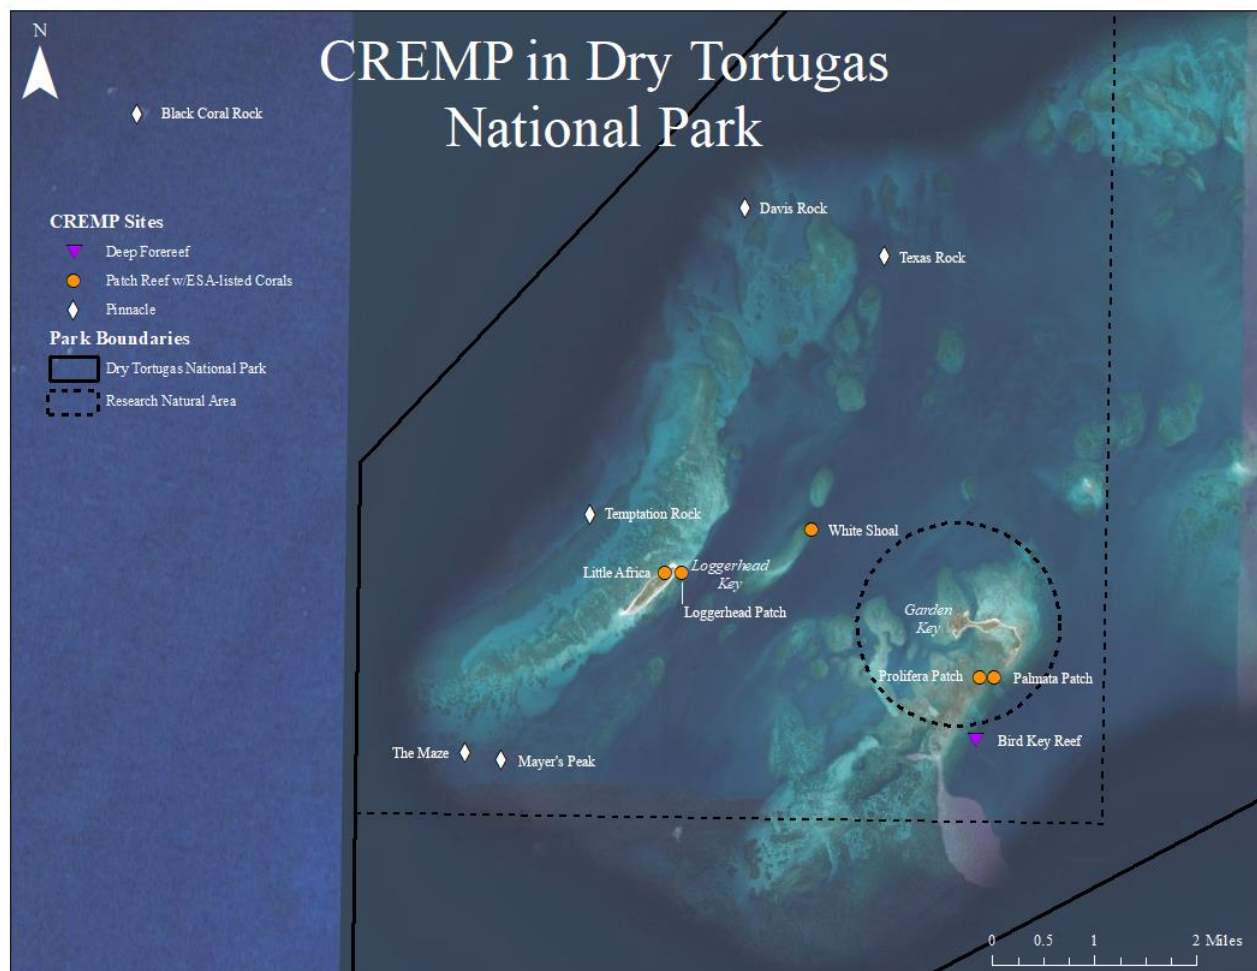 N
CREMP in Dry Tortugas
National Park
Black Coral Rock
CREMP Sites
Deep Forereef
Patch Reef w/ESA-listed Corals
Pinnacle
Park Boundaries
Dry Tortugas National Park
Research Natural Area
Davis Rock
Texas Rock
Temptation Rock
White Shoal
Little Africa
Loggerhead
Key
Loggerhead Patch
Garden
Key
Prolifera Patch
Palmata Patch
Bird Key Reef
The Maze
Mayer's Peak
0 0.5 1 2 Miles